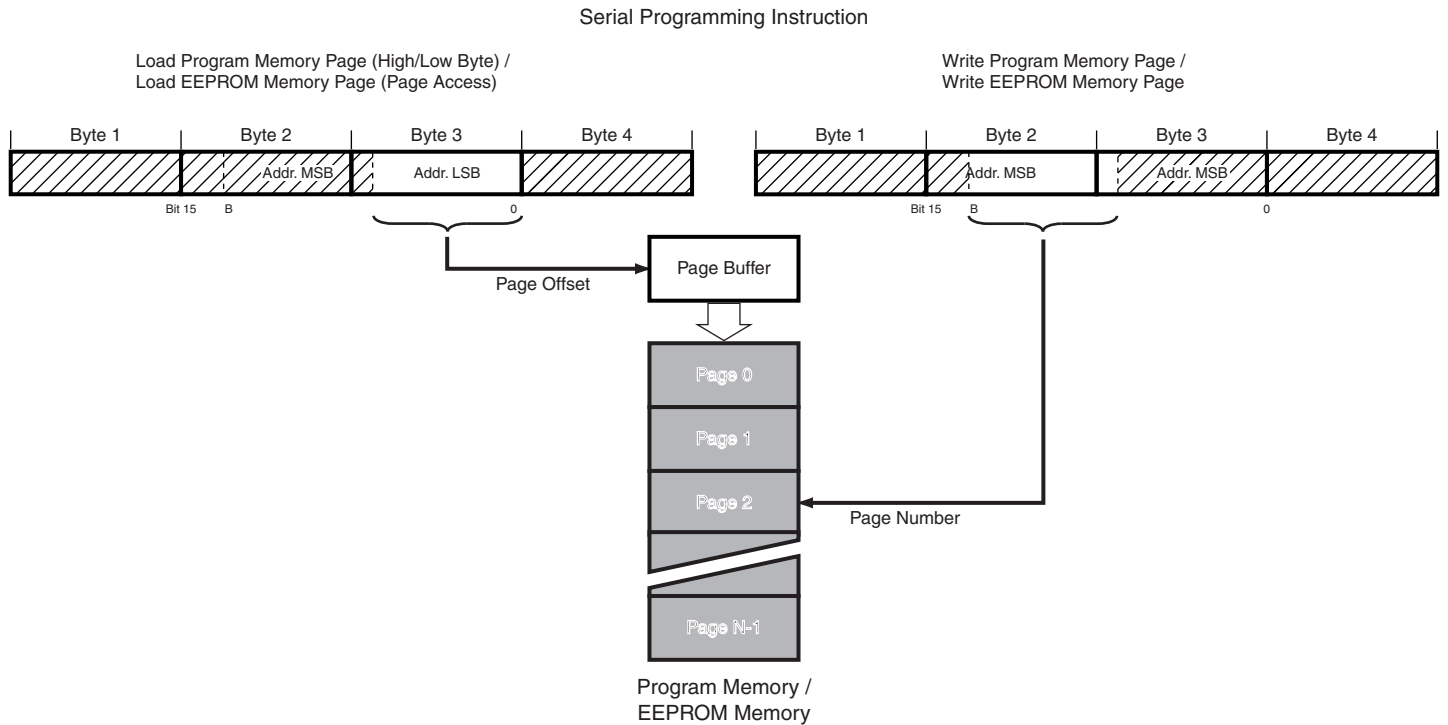 Serial Programming Instruction
Load Program Memory Page (High/Low Byte) /
Load EEPROM Memory Page (Page Access)
Write Program Memory Page /
Write EEPROM Memory Page
Byte 1 Byte 2 Byte 3 Byte 4
Byte 1 Byte 2 Byte 3 Byte 4
Addr. MSB Addr. LSB
Addr. MSB Addr. MSB
Bit 15 B 0
Bit 15 B 0
Page Buffer
Page Offset
Page 0
Page 1
Page 2
Page Number
Page N-1
Program Memory /
EEPROM Memory